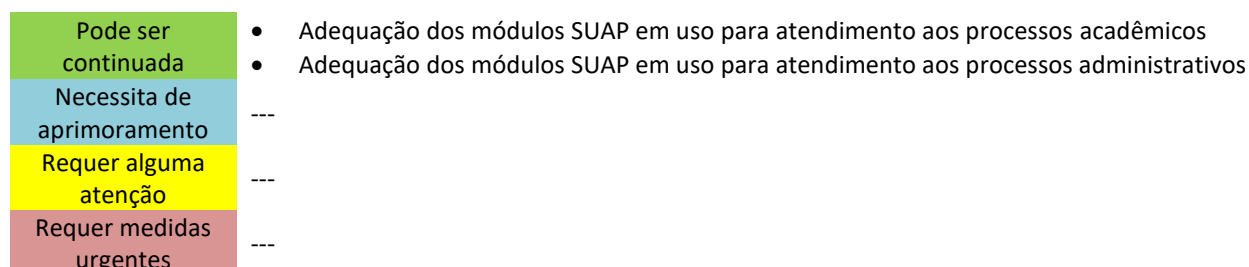 Pode ser
continuada
• Adequação dos módulos SUAP em uso para atendimento aos processos acadêmicos
• Adequação dos módulos SUAP em uso para atendimento aos processos administrativos
Necessita de
aprimoramento
---
Requer alguma
atenção
---
Requer medidas
urgentes
---